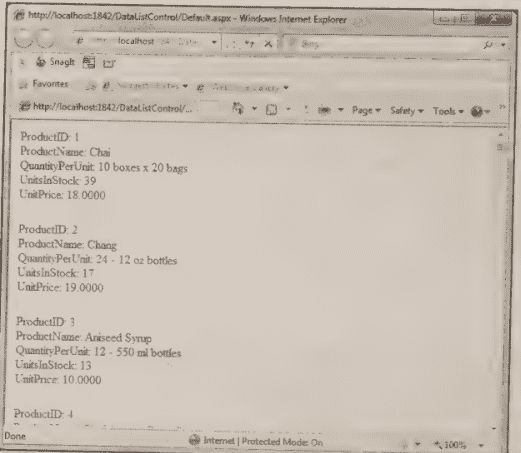 http://localhost:1842/DataListControl/Default.aspx - Windows Internet Explorer
localhost
SnagIt
Favorites
http://localhost:1842/DataListControl/...
Page Safety Tools
ProductID: 1
ProductName: Chai
QuantityPerUnit: 10 boxes x 20 bags
UnitsInStock: 39
UnitPrice: 18.0000
ProductID: 2
ProductName: Chang
QuantityPerUnit: 24 - 12 oz bottles
UnitsInStock: 17
UnitPrice: 19.0000
ProductID: 3
ProductName: Aniseed Syrup
QuantityPerUnit: 12 - 550 ml bottles
UnitsInStock: 13
UnitPrice: 10.0000
ProductID: 4
Done
Internet | Protected Mode: On
100%